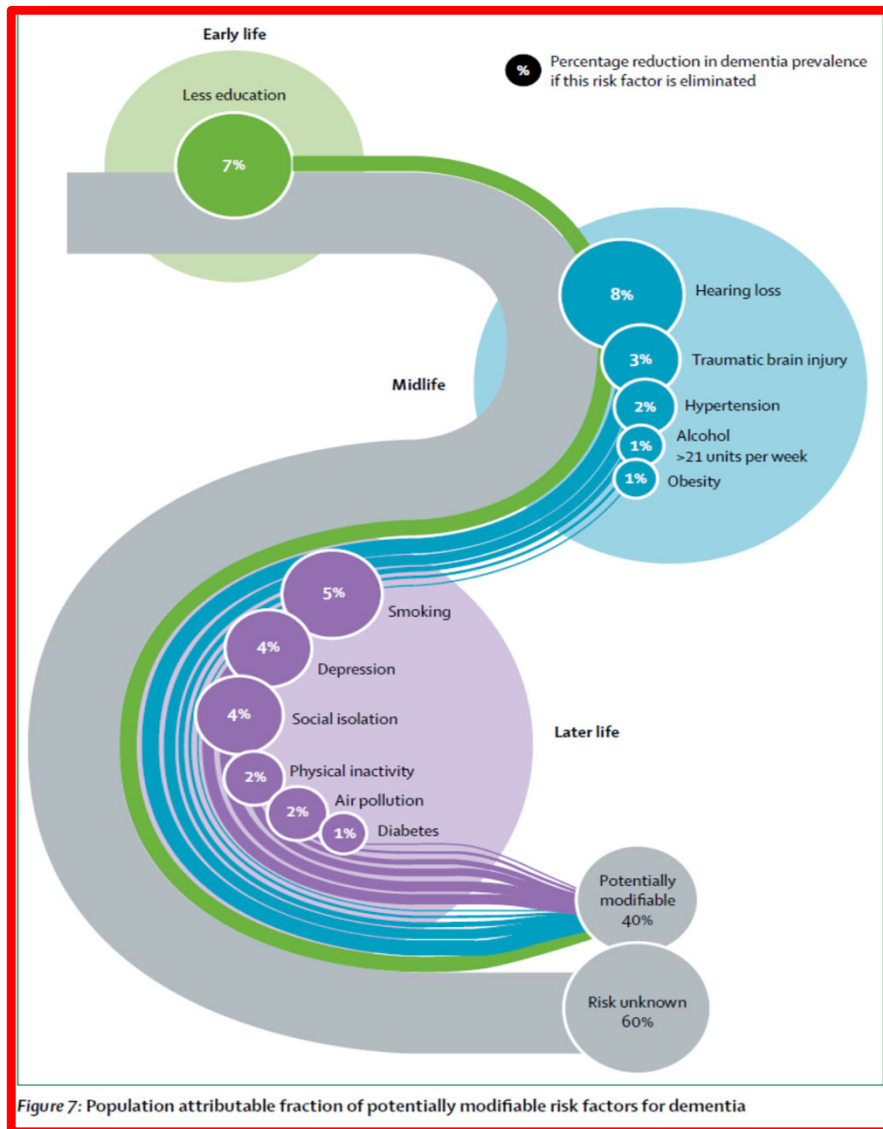 Early life
% Percentage reduction in dementia prevalence
if this risk factor is eliminated
Less education
7%
8% Hearing loss
3% Traumatic brain injury
Midlife
2% Hypertension
1% Alcohol
>21 units per week
1% Obesity
5% Smoking
4% Depression
4% Social isolation
Later life
2% Physical inactivity
2% Air pollution
1% Diabetes
Potentially
modifiable
40%
Risk unknown
60%
Figure 7: Population attributable fraction of potentially modifiable risk factors for dementia